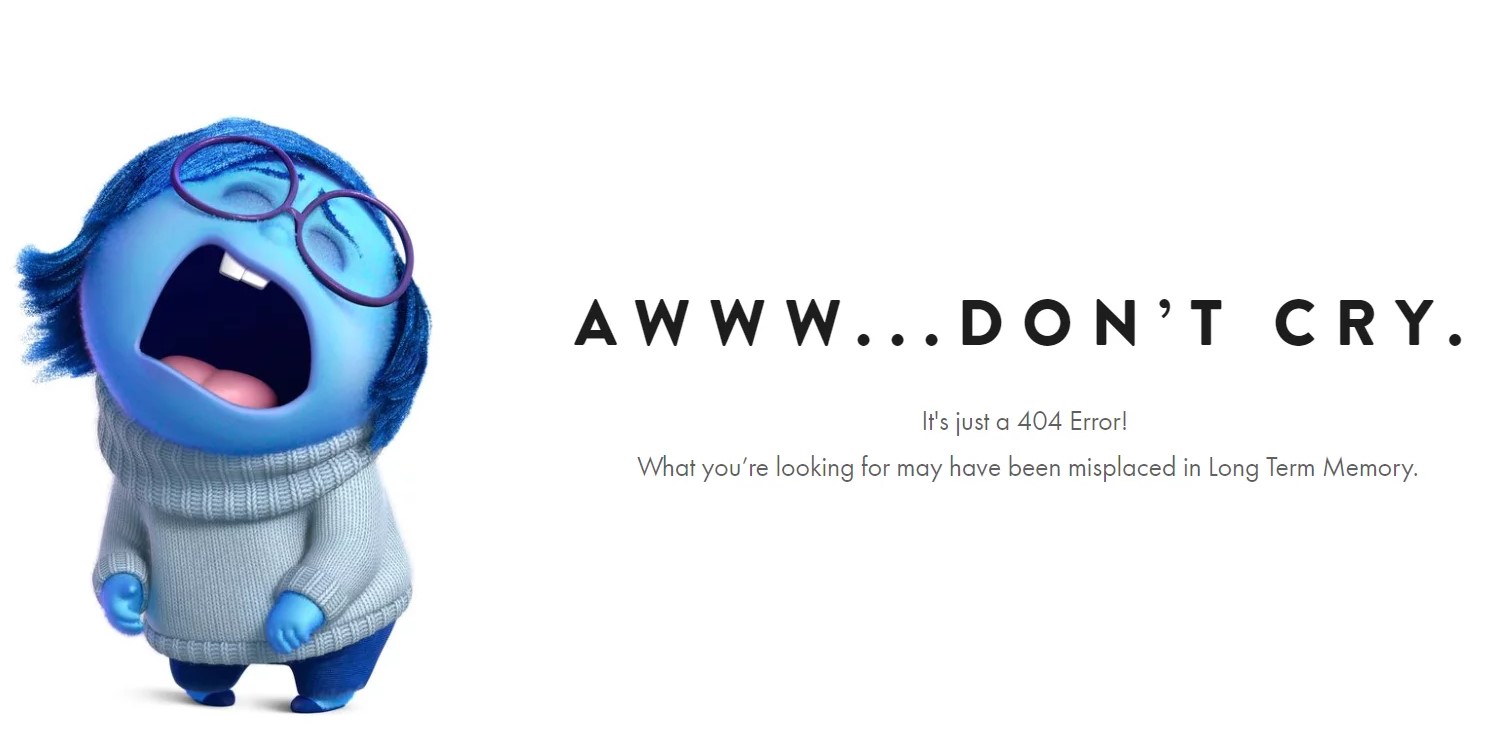 AWWW...DON’T CRY.
It's just a 404 Error!
What you’re looking for may have been misplaced in Long Term Memory.